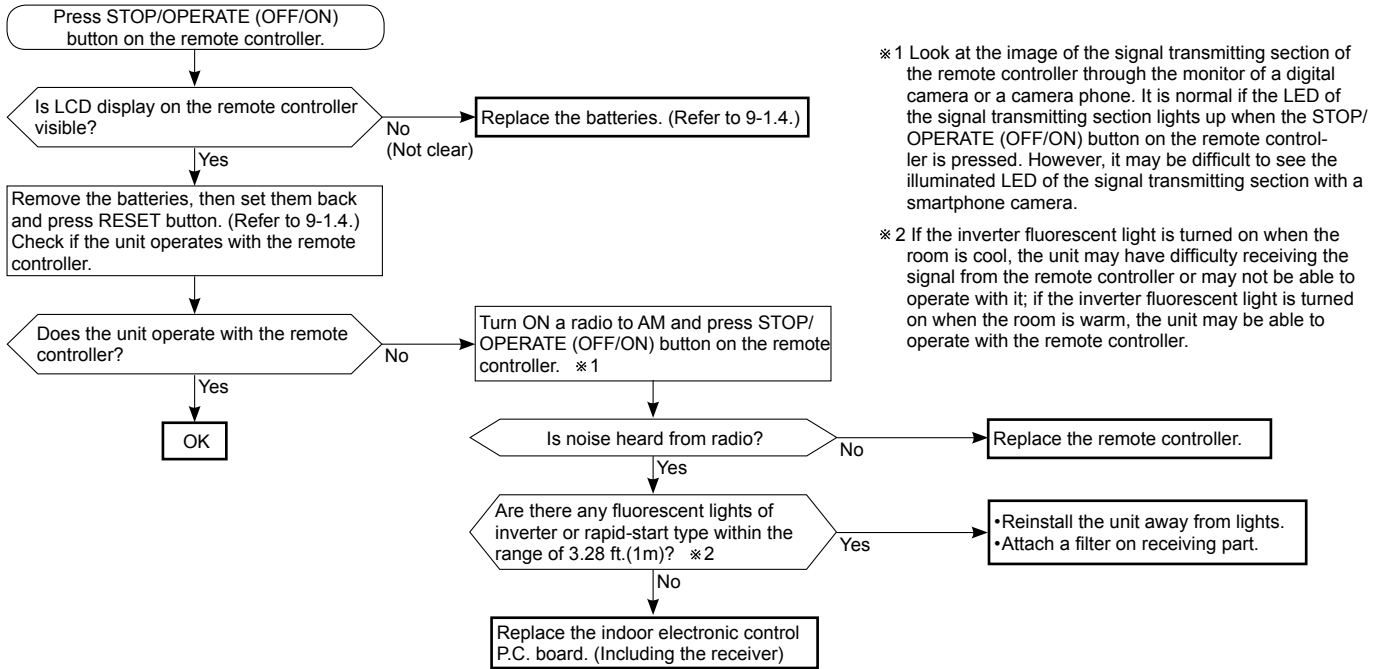 Press STOP/OPERATE (OFF/ON)
button on the remote controller.
Is LCD display on the remote controller
visible?
No
(Not clear)
Replace the batteries. (Refer to 9-1.4.)
Yes
Remove the batteries, then set them back
and press RESET button. (Refer to 9-1.4.)
Check if the unit operates with the remote
controller.
Does the unit operate with the remote
controller?
No
Yes
OK
Turn ON a radio to AM and press STOP/
OPERATE (OFF/ON) button on the remote
controller. ※1
Is noise heard from radio?
No
Replace the remote controller.
Yes
Are there any fluorescent lights of
inverter or rapid-start type within the
range of 3.28 ft.(1m)? ※2
Yes
•Reinstall the unit away from lights.
•Attach a filter on receiving part.
No
Replace the indoor electronic control
P.C. board. (Including the receiver)
※1 Look at the image of the signal transmitting section of
the remote controller through the monitor of a digital
camera or a camera phone. It is normal if the LED of
the signal transmitting section lights up when the STOP/
OPERATE (OFF/ON) button on the remote control-
ler is pressed. However, it may be difficult to see the
illuminated LED of the signal transmitting section with a
smartphone camera.
※2 If the inverter fluorescent light is turned on when the
room is cool, the unit may have difficulty receiving the
signal from the remote controller or may not be able to
operate with it; if the inverter fluorescent light is turned
on when the room is warm, the unit may be able to
operate with the remote controller.